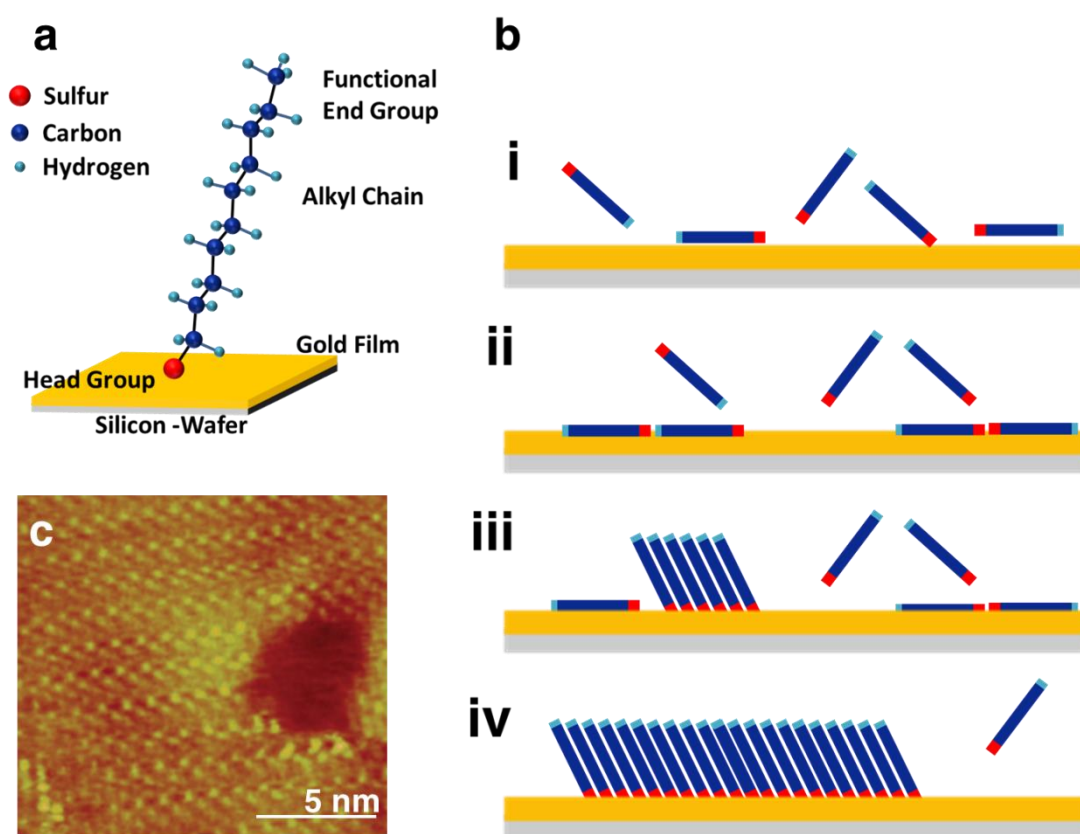 a
Sulfur
Carbon
Hydrogen
Functional
End Group
Alkyl Chain
Gold Film
Head Group
Silicon -Wafer
b
i
ii
iii
iv
c
5 nm